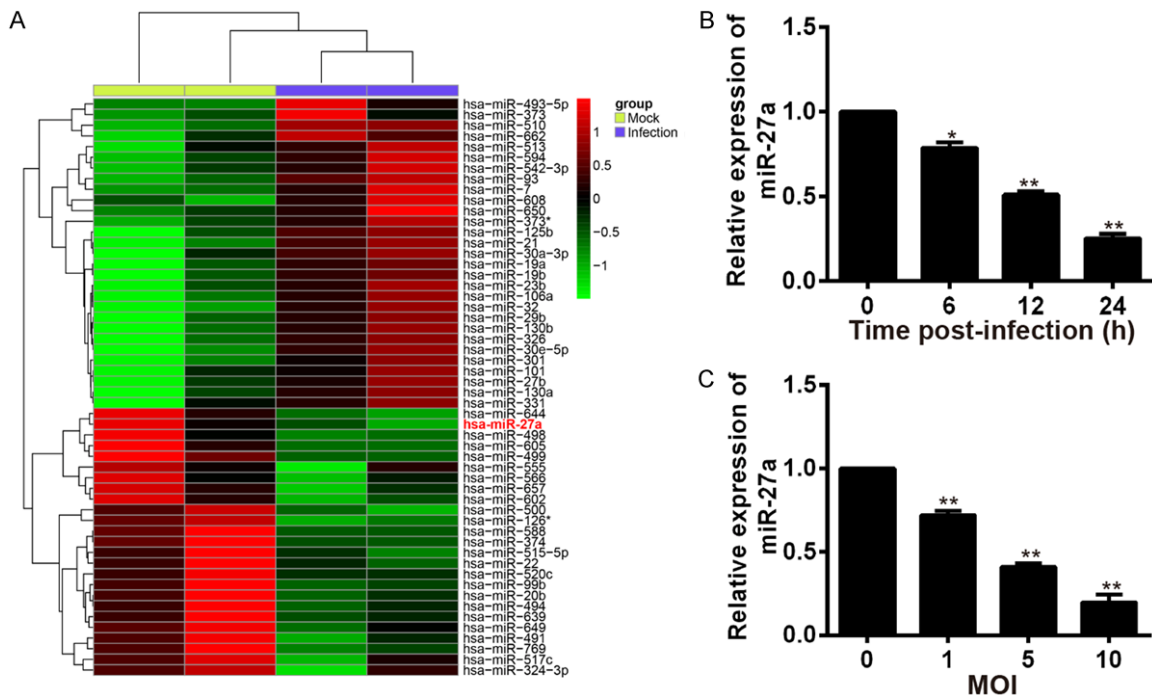 A
hsa-miR-493-5p
hsa-miR-373
hsa-miR-510
hsa-miR-662
hsa-miR-513
hsa-miR-594
hsa-miR-542-3p
hsa-miR-93
hsa-miR-7
hsa-miR-608
hsa-miR-650
hsa-miR-373*
hsa-miR-125b
hsa-miR-21
hsa-miR-30a-3p
hsa-miR-19a
hsa-miR-19b
hsa-miR-23b
hsa-miR-106a
hsa-miR-32
hsa-miR-29b
hsa-miR-130b
hsa-miR-326
hsa-miR-30e-5p
hsa-miR-301
hsa-miR-101
hsa-miR-27b
hsa-miR-130a
hsa-miR-331
hsa-miR-644
hsa-miR-27a
hsa-miR-498
hsa-miR-605
hsa-miR-499
hsa-miR-555
hsa-miR-566
hsa-miR-657
hsa-miR-602
hsa-miR-500
hsa-miR-126*
hsa-miR-588
hsa-miR-374
hsa-miR-515-5p
hsa-miR-22
hsa-miR-520c
hsa-miR-99b
hsa-miR-20b
hsa-miR-494
hsa-miR-639
hsa-miR-649
hsa-miR-491
hsa-miR-769
hsa-miR-517c
hsa-miR-324-3p
1
0.5
0
-0.5
-1
group
Mock
Infection
B
Relative expression of
miR-27a
1.5
1.0
0.5
0.0
*
**
**
0 6 12 24
Time post-infection (h)
C
Relative expression of
miR-27a
1.5
1.0
0.5
0.0
**
**
**
0 1 5 10
MOI